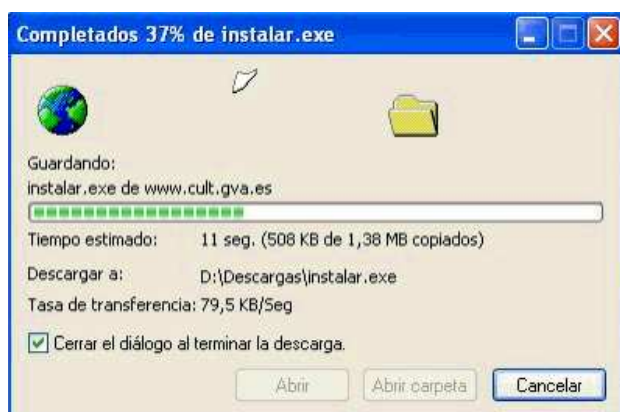 Completados 37% de instalar.exe
Guardando:
instalar.exe de www.cult.gva.es
Tiempo estimado: 11 seg. (508 KB de 1,38 MB copiados)
Descargar a: D:\Descargas\instalar.exe
Tasa de transferencia: 79,5 KB/Seg
Cerrar el diálogo al terminar la descarga.
Abrir Abrir carpeta Cancelar